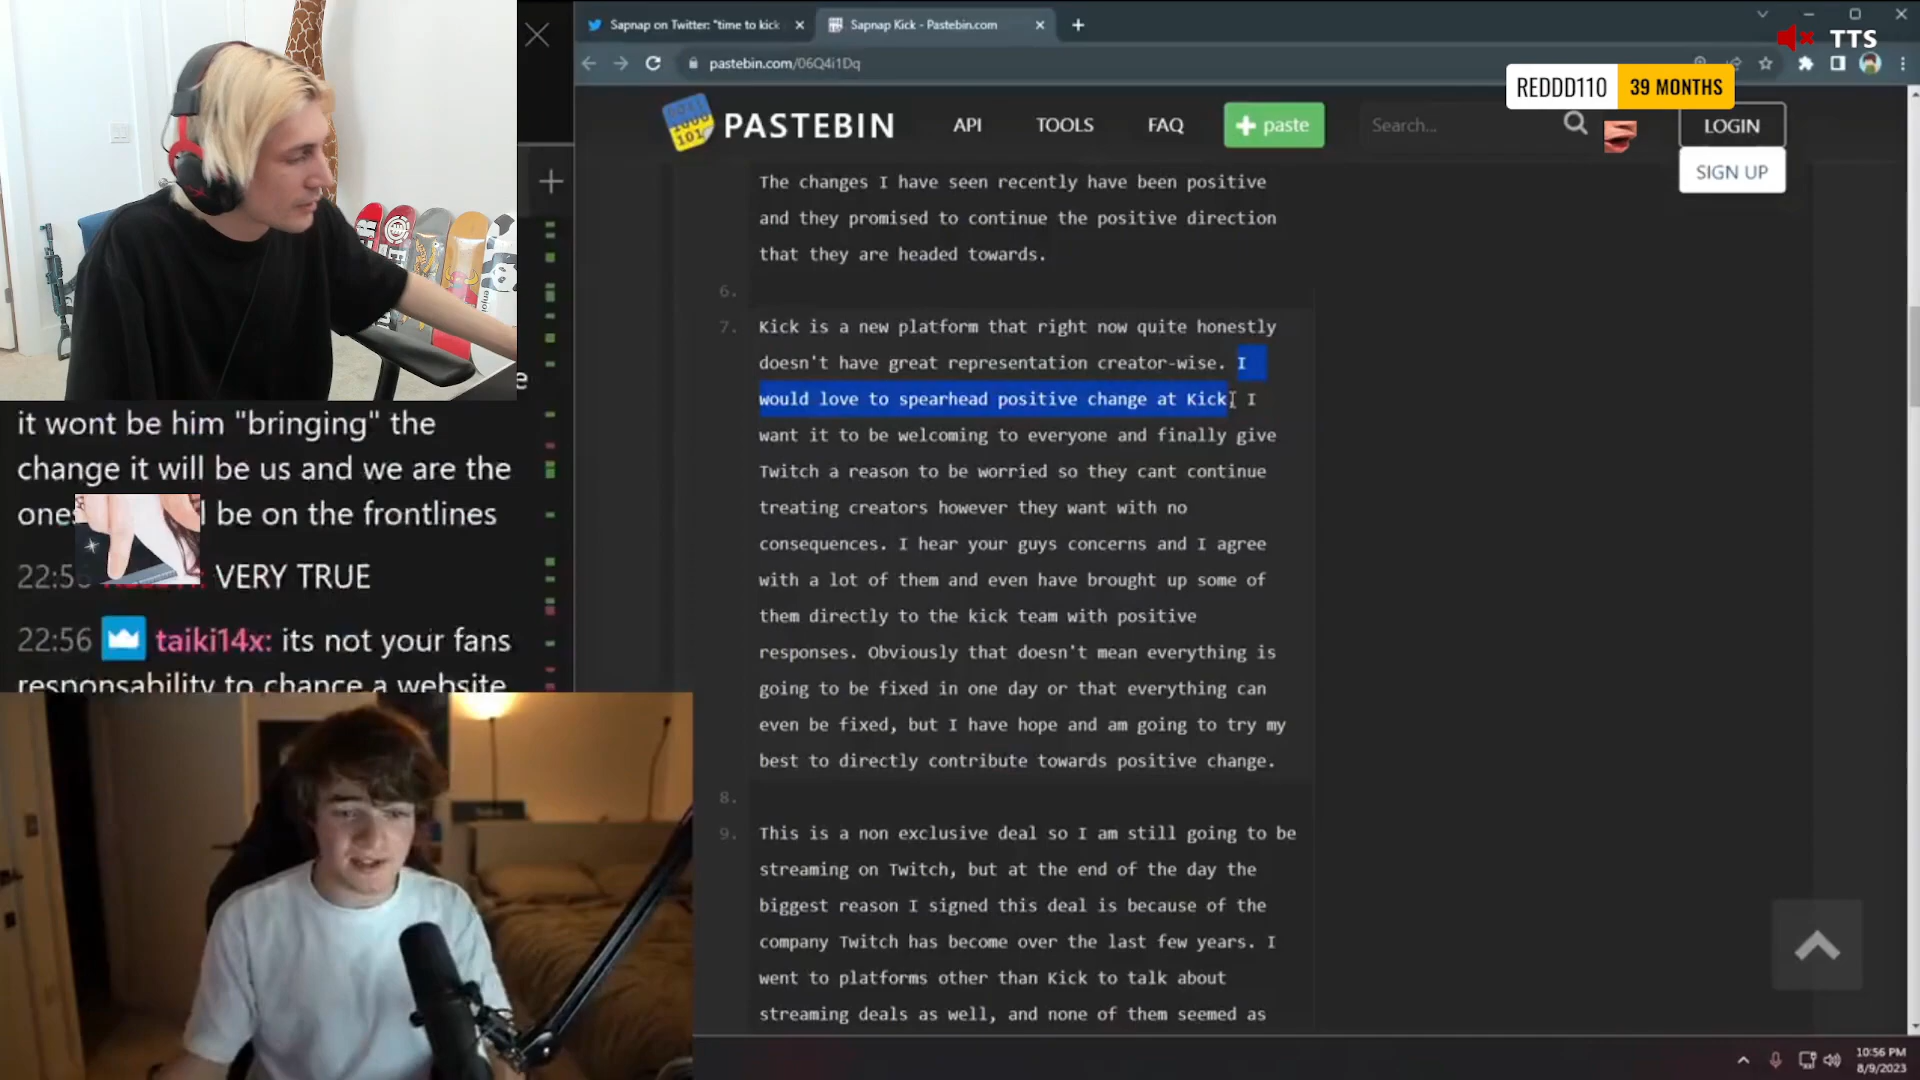 Sapnap on Twitter: "time to kick
Sapnap Kick - Pastebin.com
TTS
pastebin.com/06Q4i1Dq
REDDD110 39 MONTHS
PASTEBIN
API
TOOLS
FAQ
paste
Search...
LOGIN
SIGN UP
The changes I have seen recently have been positive
and they promised to continue the positive direction
that they are headed towards.
6.
7.
Kick is a new platform that right now quite honestly
doesn't have great representation creator-wise. I
would love to spearhead positive change at Kick. I
want it to be welcoming to everyone and finally give
Twitch a reason to be worried so they cant continue
treating creators however they want with no
consequences. I hear your guys concerns and I agree
with a lot of them and even have brought up some of
them directly to the kick team with positive
responses. Obviously that doesn't mean everything is
going to be fixed in one day or that everything can
even be fixed, but I have hope and am going to try my
best to directly contribute towards positive change.
8.
9.
This is a non exclusive deal so I am still going to be
streaming on Twitch, but at the end of the day the
biggest reason I signed this deal is because of the
company Twitch has become over the last few years. I
went to platforms other than Kick to talk about
streaming deals as well, and none of them seemed as
it wont be him "bringing" the
change it will be us and we are the
be on the frontlines
VERY TRUE
22:56 taiki14x: its not your fans
responsability to chance a website
10:56 PM
8/9/2023